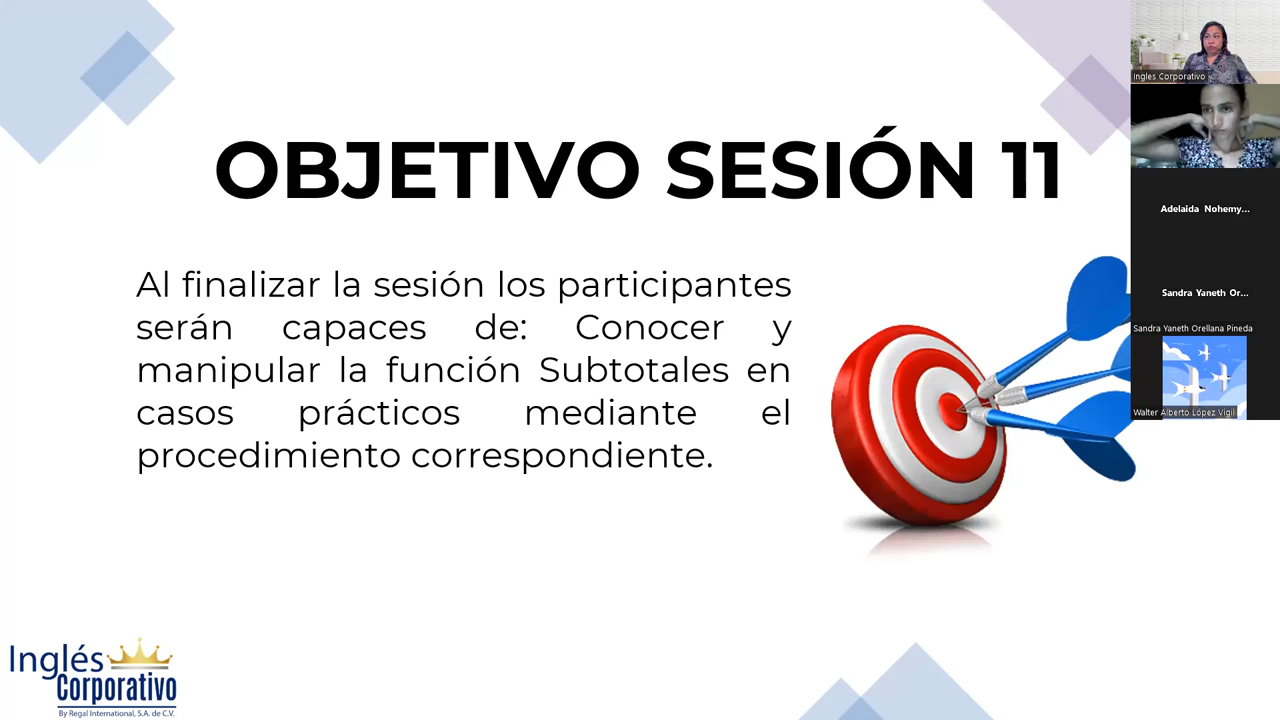 OBJETIVO SESIÓN 11
Al finalizar la sesión los participantes
serán capaces de: Conocer y
manipular la función Subtotales en
casos prácticos mediante el
procedimiento correspondiente.
Inglés
Corporativo
By Regal International, S.A. de C.V.
Ingles Corporativo
Adelaida Nohemy...
Sandra Yaneth Or...
Sandra Yaneth Orellana Pineda
Walter Alberto López Vigil